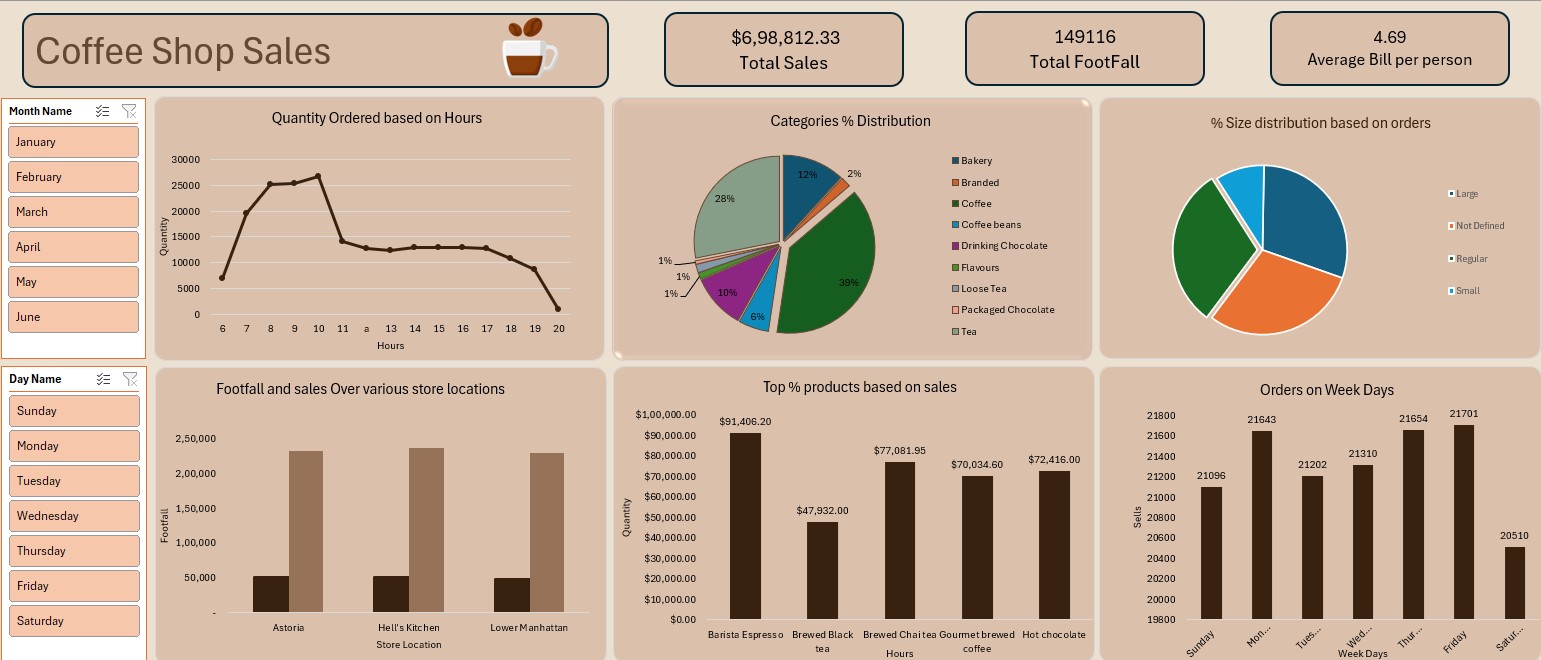 Coffee Shop Sales
$6,98,812.33
Total Sales
149116
Total FootFall
4.69
Average Bill per person
Month Name
January
February
March
April
May
June
Day Name
Sunday
Monday
Tuesday
Wednesday
Thursday
Friday
Saturday
Quantity Ordered based on Hours
30000
25000
20000
15000
10000
5000
0
Quantity
6 7 8 9 10 11 a 13 14 15 16 17 18 19 20
Hours
Categories % Distribution
12%
2%
39%
6%
10%
1%
1%
1%
28%
Bakery
Branded
Coffee
Coffee beans
Drinking Chocolate
Flavours
Loose Tea
Packaged Chocolate
Tea
% Size distribution based on orders
Large
Not Defined
Regular
Small
Footfall and sales Over various store locations
2,50,000
2,00,000
1,50,000
1,00,000
50,000
-
Footfall
Astoria Hell's Kitchen Lower Manhattan
Store Location
Top % products based on sales
$1,00,000.00
$90,000.00
$80,000.00
$70,000.00
$60,000.00
$50,000.00
$40,000.00
$30,000.00
$20,000.00
$10,000.00
$0.00
Quantity
$91,406.20
$47,932.00
$77,081.95
$70,034.60
$72,416.00
Barista Espresso
Brewed Black
tea
Brewed Chai tea
Gourmet brewed
coffee
Hot chocolate
Hours
Orders on Week Days
21800
21600
21400
21200
21000
20800
20600
20400
20200
20000
19800
Sells
21096
21643
21202
21310
21654
21701
20510
Sunday
Mon...
Tues...
Wed...
Thur...
Friday
Satur...
Week Days